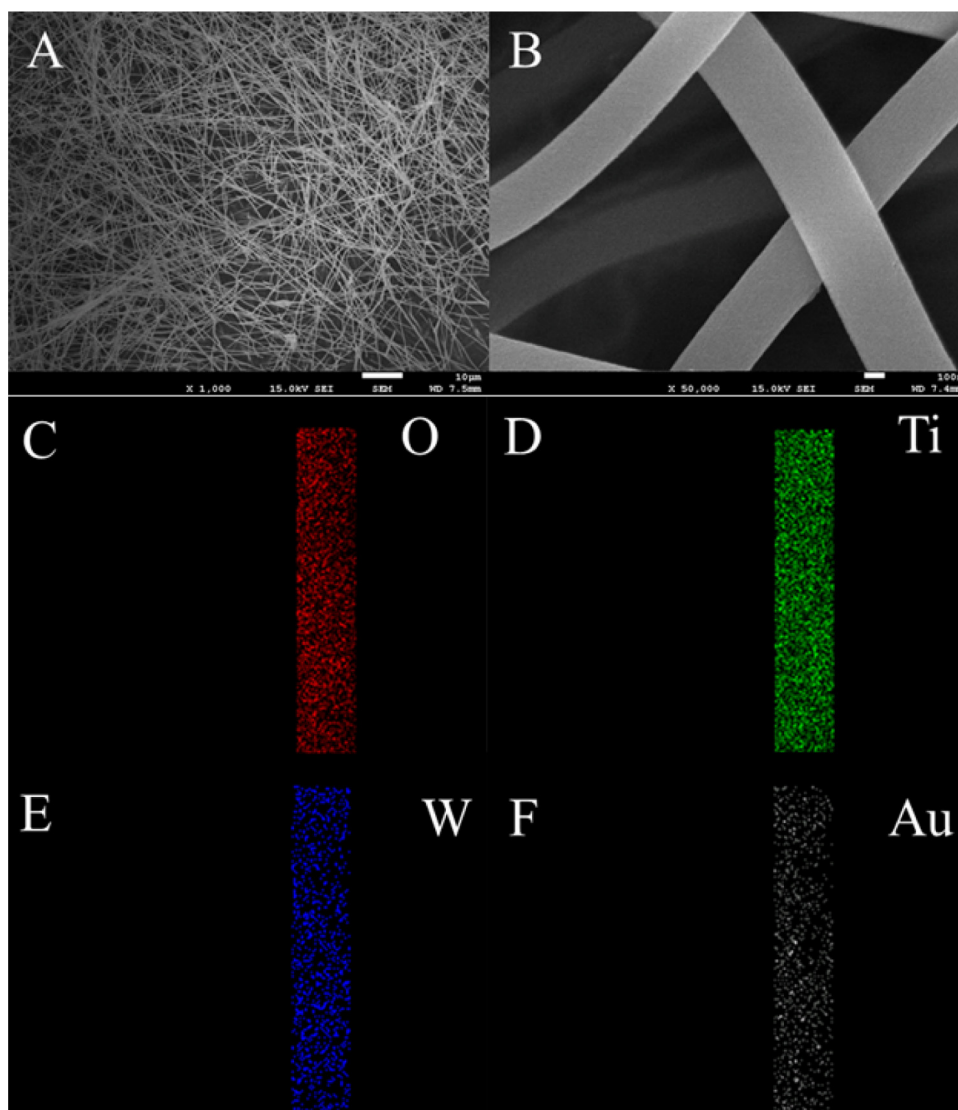 A
B
10µm
X 1,000 15.0kV SEI SEM WD 7.5mm
X 50,000 15.0kV SEI SEM WD 7.4m
C O
D Ti
E W
F Au